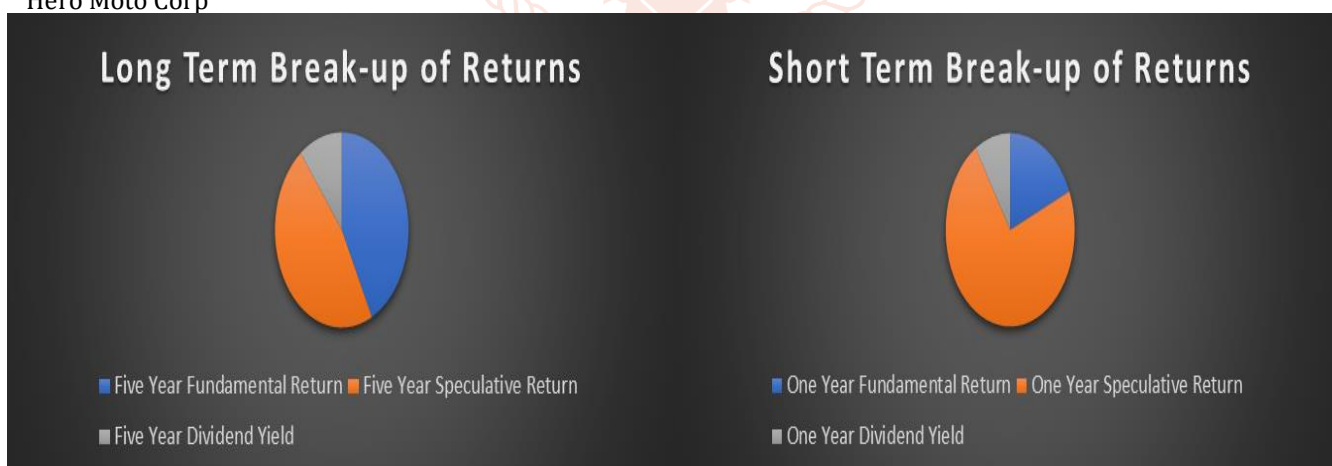 Hero Moto Corp
Long Term Break-up of Returns
Five Year Fundamental Return Five Year Speculative Return
Five Year Dividend Yield
Short Term Break-up of Returns
One Year Fundamental Return One Year Speculative Return
One Year Dividend Yield